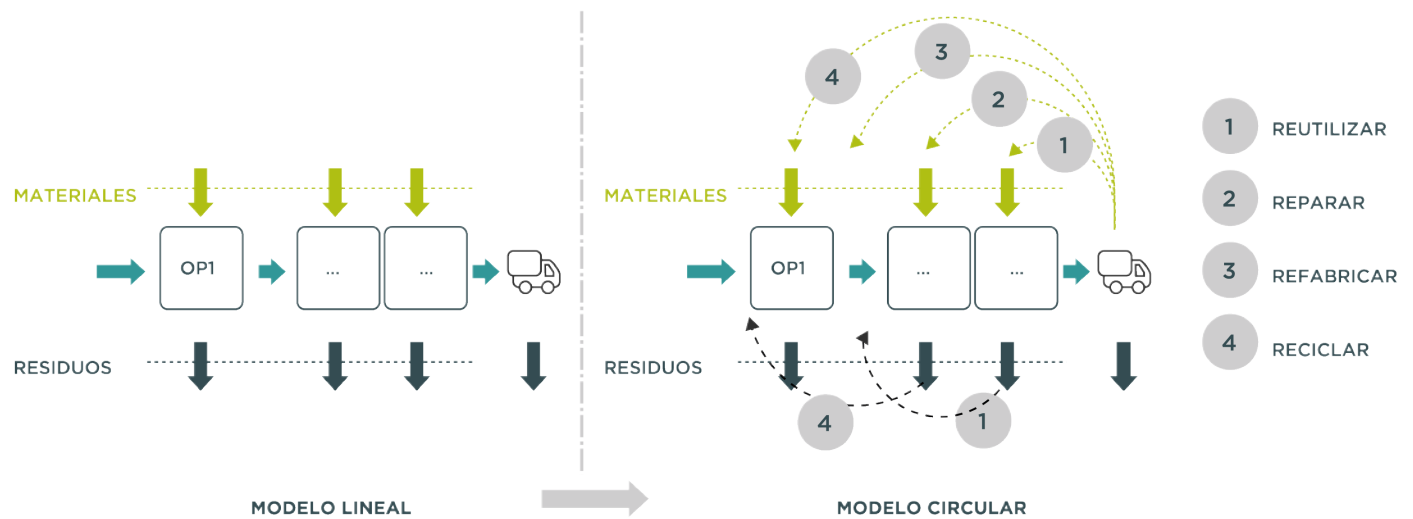 MATERIALES
OP1
...
...
RESIDUOS
MODELO LINEAL
4
3
2
1
MATERIALES
OP1
...
...
RESIDUOS
4
1
MODELO CIRCULAR
1 REUTILIZAR
2 REPARAR
3 REFABRICAR
4 RECICLAR